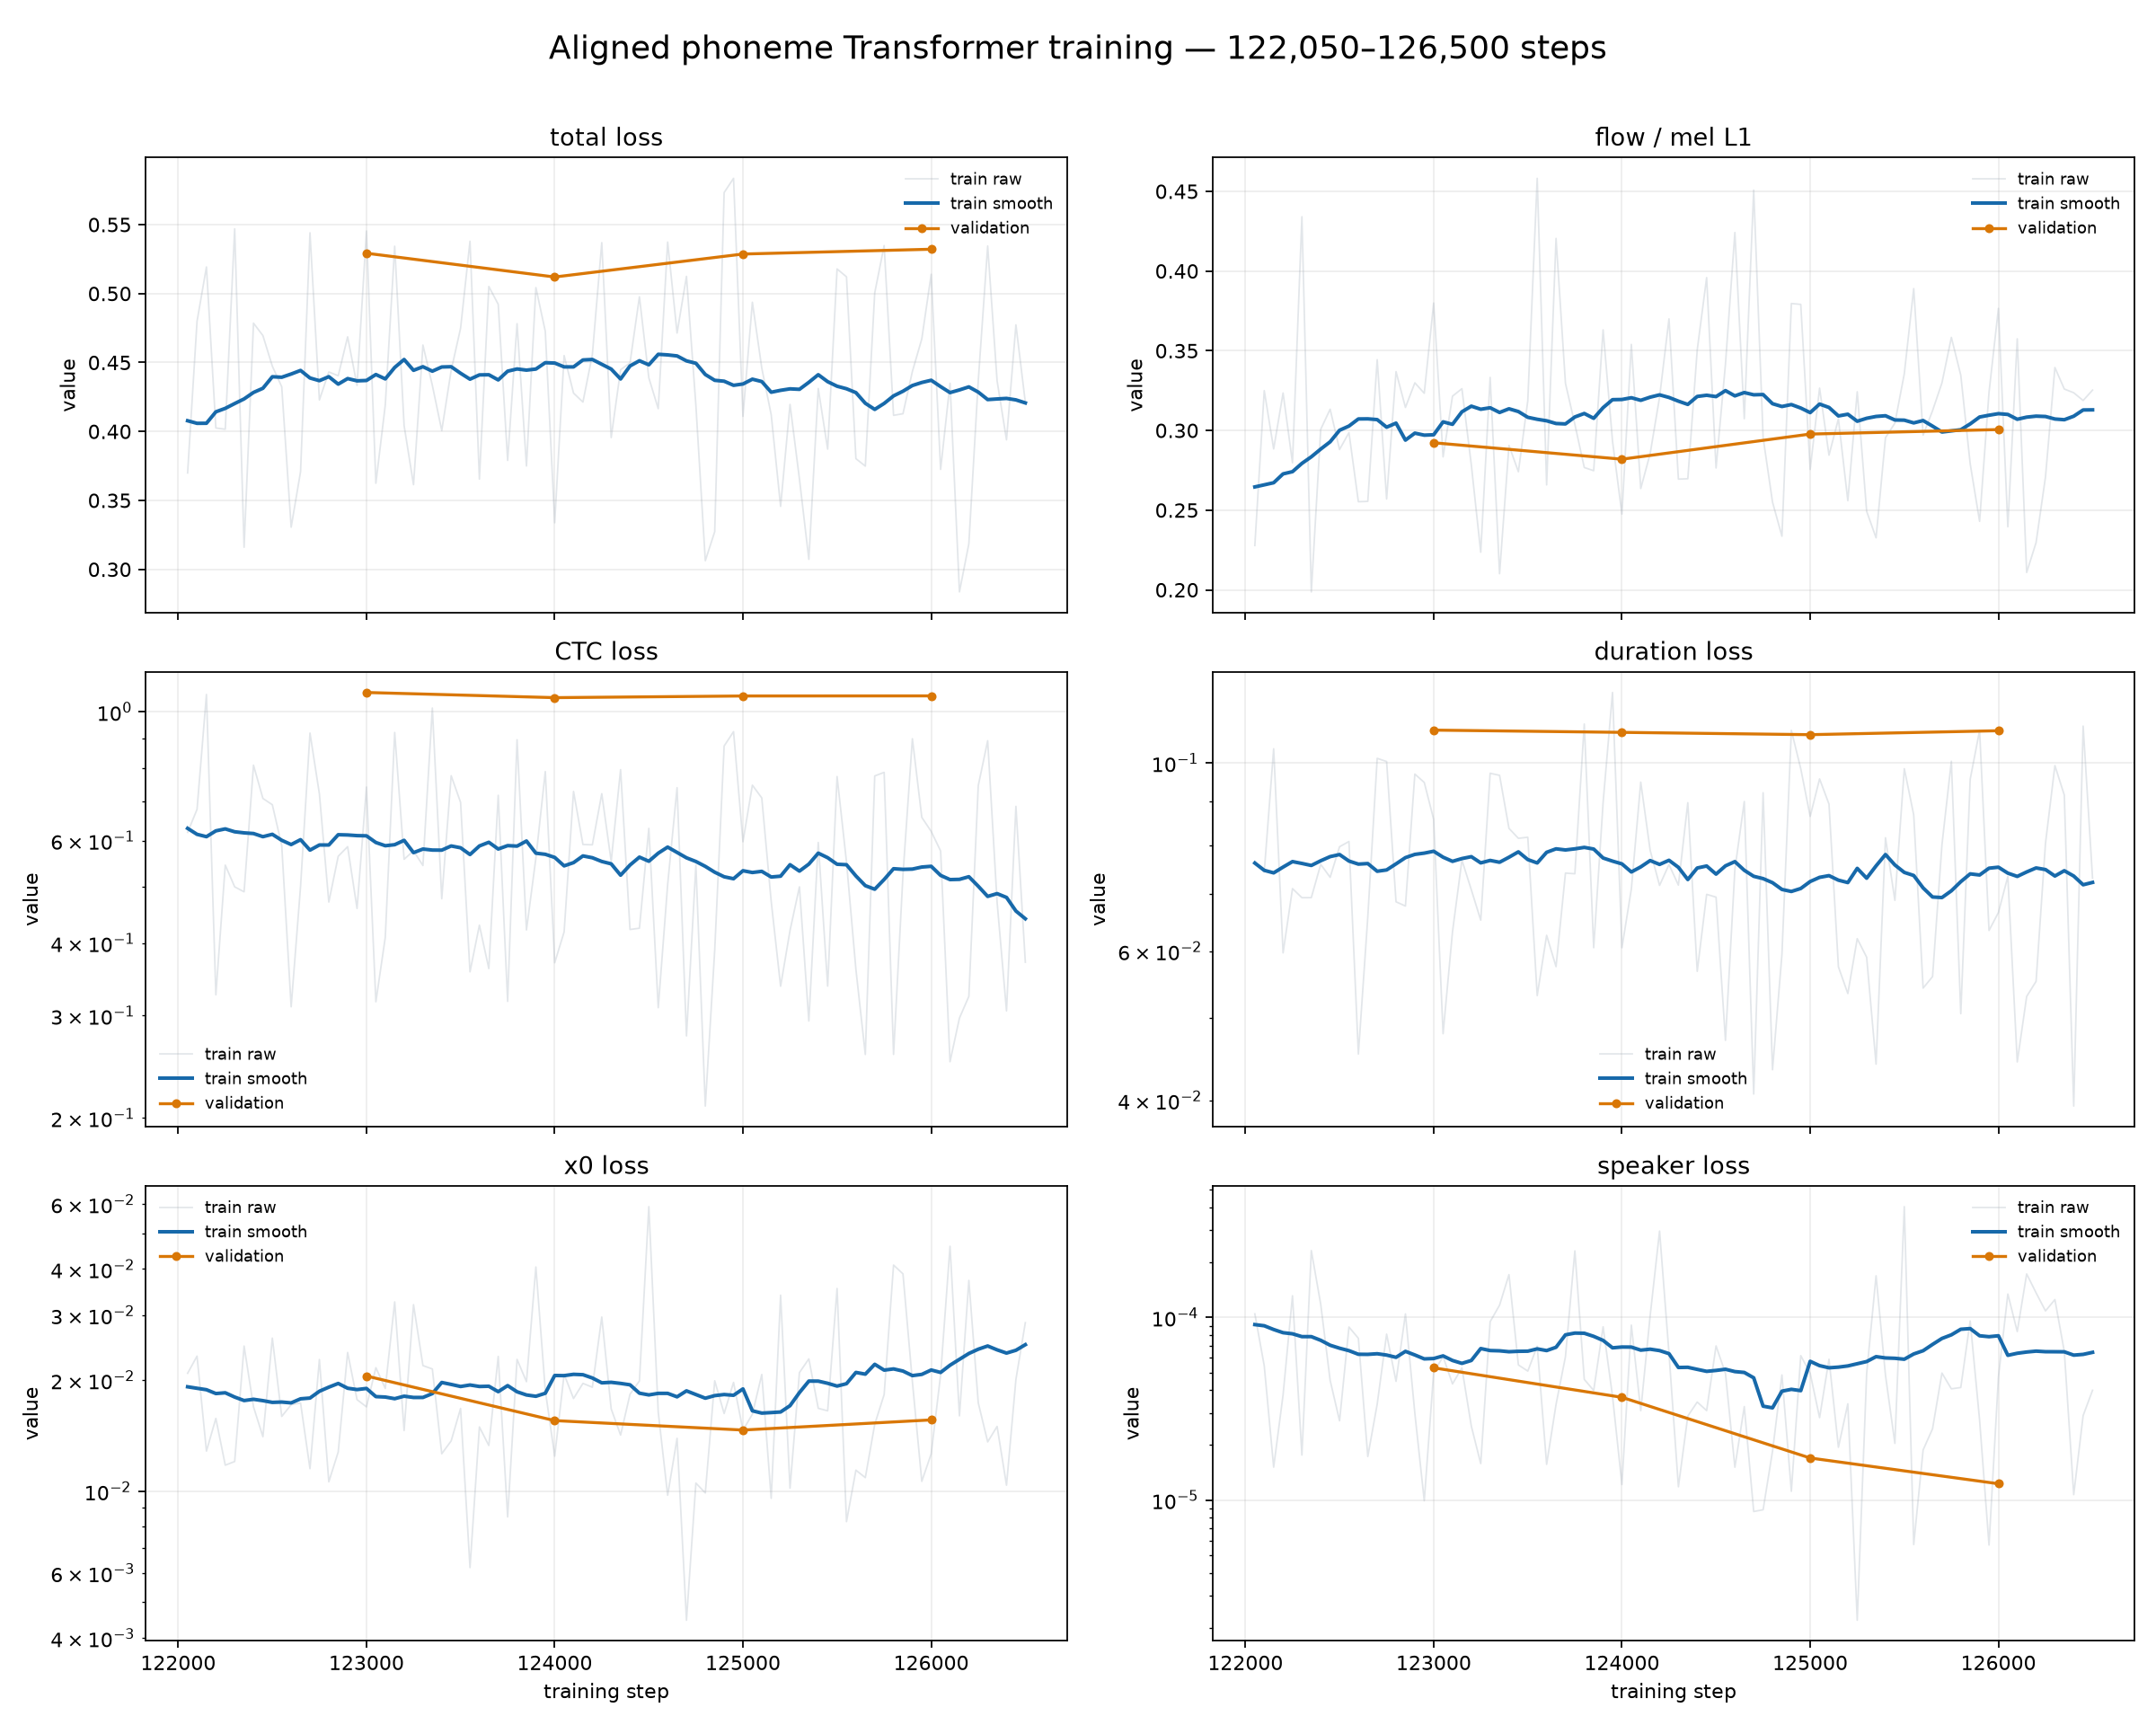 Aligned phoneme Transformer training — 122,050–126,500 steps
total loss
value
0.55
0.50
0.45
0.40
0.35
0.30
train raw
train smooth
validation
flow / mel L1
value
0.45
0.40
0.35
0.30
0.25
0.20
train raw
train smooth
validation
CTC loss
value
10⁰
6 × 10⁻¹
4 × 10⁻¹
3 × 10⁻¹
2 × 10⁻¹
train raw
train smooth
validation
duration loss
value
10⁻¹
6 × 10⁻²
4 × 10⁻²
train raw
train smooth
validation
x0 loss
value
6 × 10⁻²
4 × 10⁻²
3 × 10⁻²
2 × 10⁻²
10⁻²
6 × 10⁻³
4 × 10⁻³
train raw
train smooth
validation
122000 123000 124000 125000 126000
training step
speaker loss
value
10⁻⁴
10⁻⁵
train raw
train smooth
validation
122000 123000 124000 125000 126000
training step